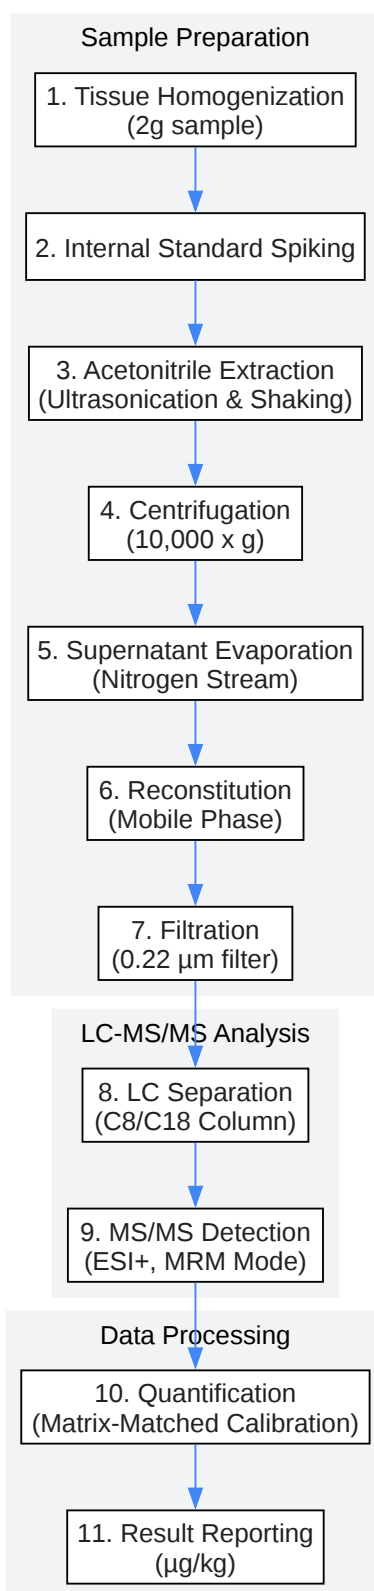 Sample Preparation
1. Tissue Homogenization
(2g sample)
2. Internal Standard Spiking
3. Acetonitrile Extraction
(Ultrasonication & Shaking)
4. Centrifugation
(10,000 x g)
5. Supernatant Evaporation
(Nitrogen Stream)
6. Reconstitution
(Mobile Phase)
7. Filtration
(0.22 µm filter)
LC-MS/MS Analysis
8. LC Separation
(C8/C18 Column)
9. MS/MS Detection
(ESI+, MRM Mode)
Data Processing
10. Quantification
(Matrix-Matched Calibration)
11. Result Reporting
(µg/kg)